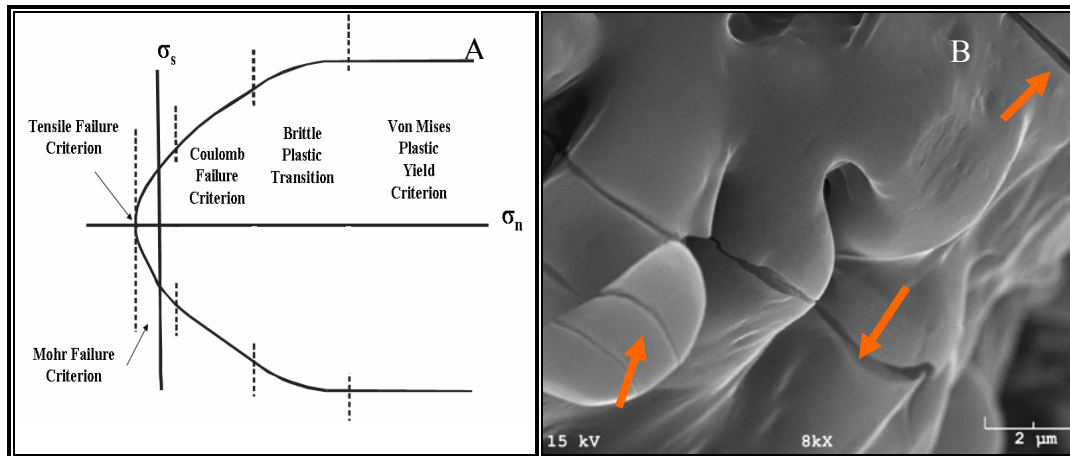 σs
A
Tensile Failure
Criterion
Coulomb
Failure
Criterion
Brittle
Plastic
Transition
Von Mises
Plastic
Yield
Criterion
σn
Mohr Failure
Criterion
B
15 kV
8kX
2 µm